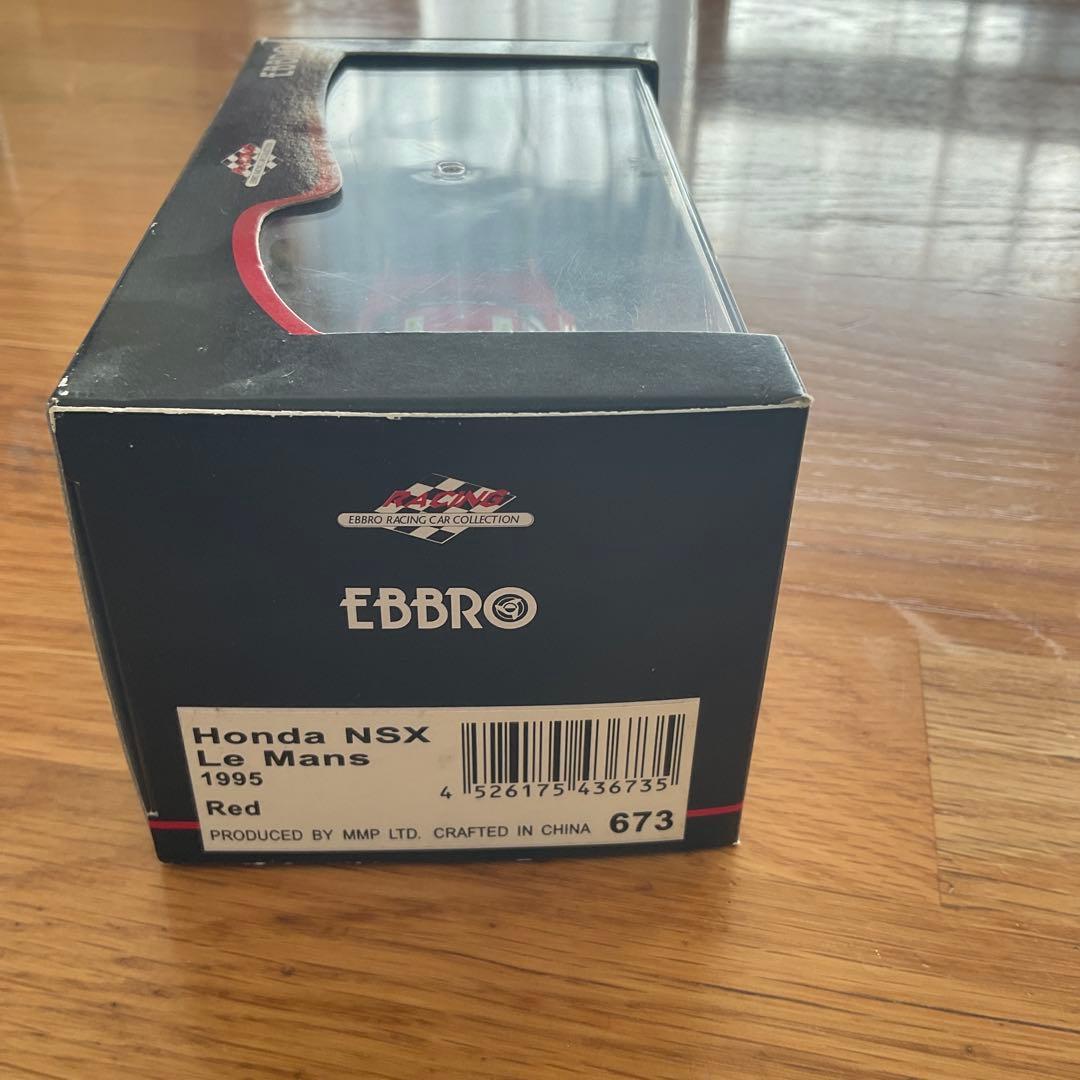 EBBRO
RACING
EBBRO RACING CAR COLLECTION
EBBRO
Honda NSX
Le Mans
1995
Red
4 526175 436735
PRODUCED BY MMP LTD. CRAFTED IN CHINA 673